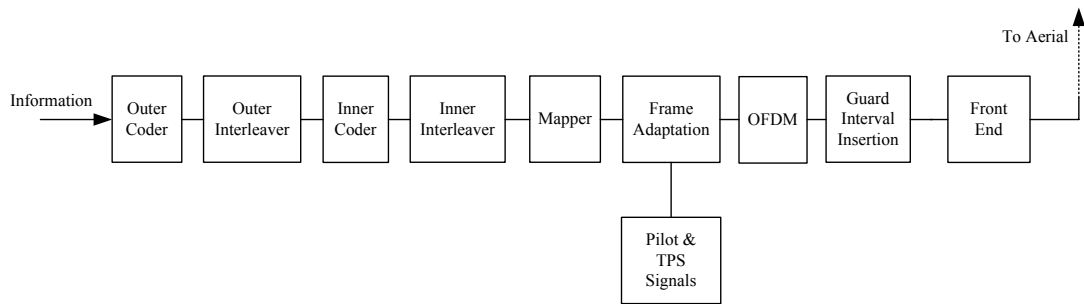 To Aerial
Information
Outer
Coder
Outer
Interleaver
Inner
Coder
Inner
Interleaver
Mapper
Frame
Adaptation
OFDM
Guard
Interval
Insertion
Front
End
Pilot &
TPS
Signals